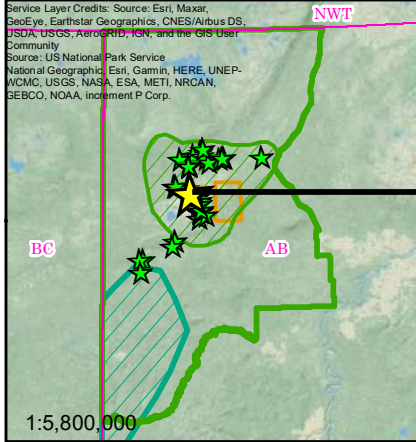 Service Layer Credits: Source: Esri, Maxar,
GeoEye, Earthstar Geographics, CNES/Airbus DS,
USDA, USGS, AeroGRID, IGN, and the GIS User
Community
Source: US National Park Service
National Geographic, Esri, Garmin, HERE, UNEP-
WCMC, USGS, NASA, ESA, METI, NRCAN,
GEBCO, NOAA, increment P Corp.
NWT
BC
AB
1:5,800,000